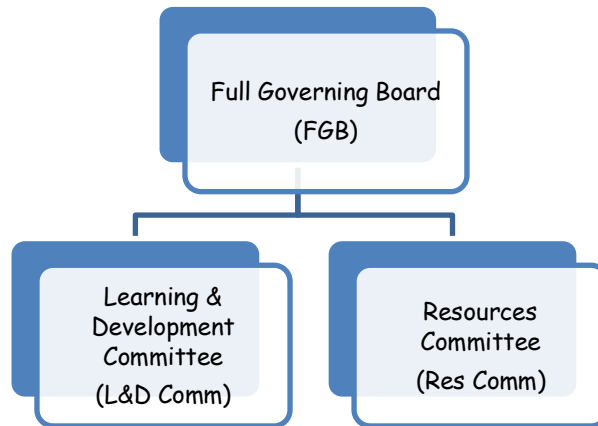 Full Governing Board
(FGB)
Learning &
Development
Committee
(L&D Comm)
Resources
Committee
(Res Comm)